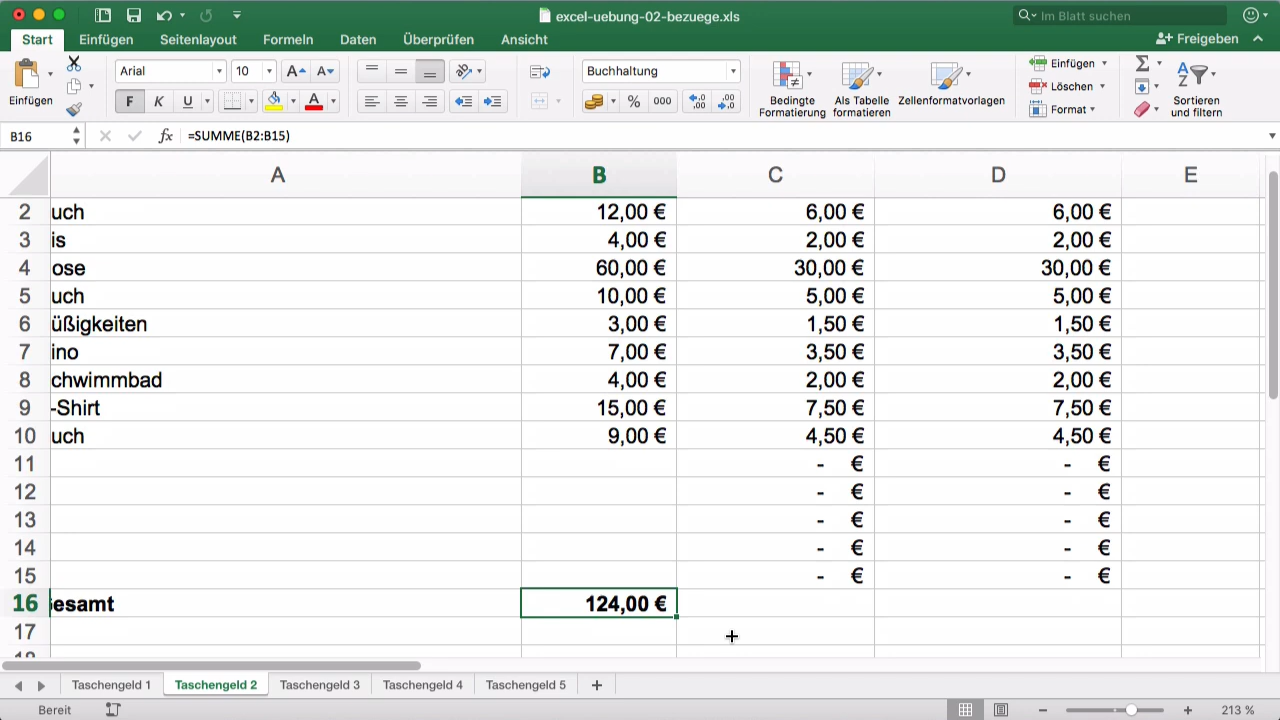 excel-uebung-02-bezuege.xls
Im Blatt suchen
Start Einfügen Seitenlayout Formeln Daten Überprüfen Ansicht
Freigeben
Einfügen
Arial 10
F K U
A A A
Buchhaltung
% 000
Bedingte Formatierung
Als Tabelle formatieren
Zellenformatvorlagen
Einfügen
Löschen
Format
Sortieren und filtern
B16 fx =SUMME(B2:B15)
A B C D E
2 uch 12,00 € 6,00 € 6,00 €
3 is 4,00 € 2,00 € 2,00 €
4 ose 60,00 € 30,00 € 30,00 €
5 uch 10,00 € 5,00 € 5,00 €
6 üßigkeiten 3,00 € 1,50 € 1,50 €
7 ino 7,00 € 3,50 € 3,50 €
8 chwimmbad 4,00 € 2,00 € 2,00 €
9 -Shirt 15,00 € 7,50 € 7,50 €
10 uch 9,00 € 4,50 € 4,50 €
11 - € - €
12 - € - €
13 - € - €
14 - € - €
15 - € - €
16 esamt 124,00 €
17
Taschengeld 1 Taschengeld 2 Taschengeld 3 Taschengeld 4 Taschengeld 5 +
Bereit
213 %